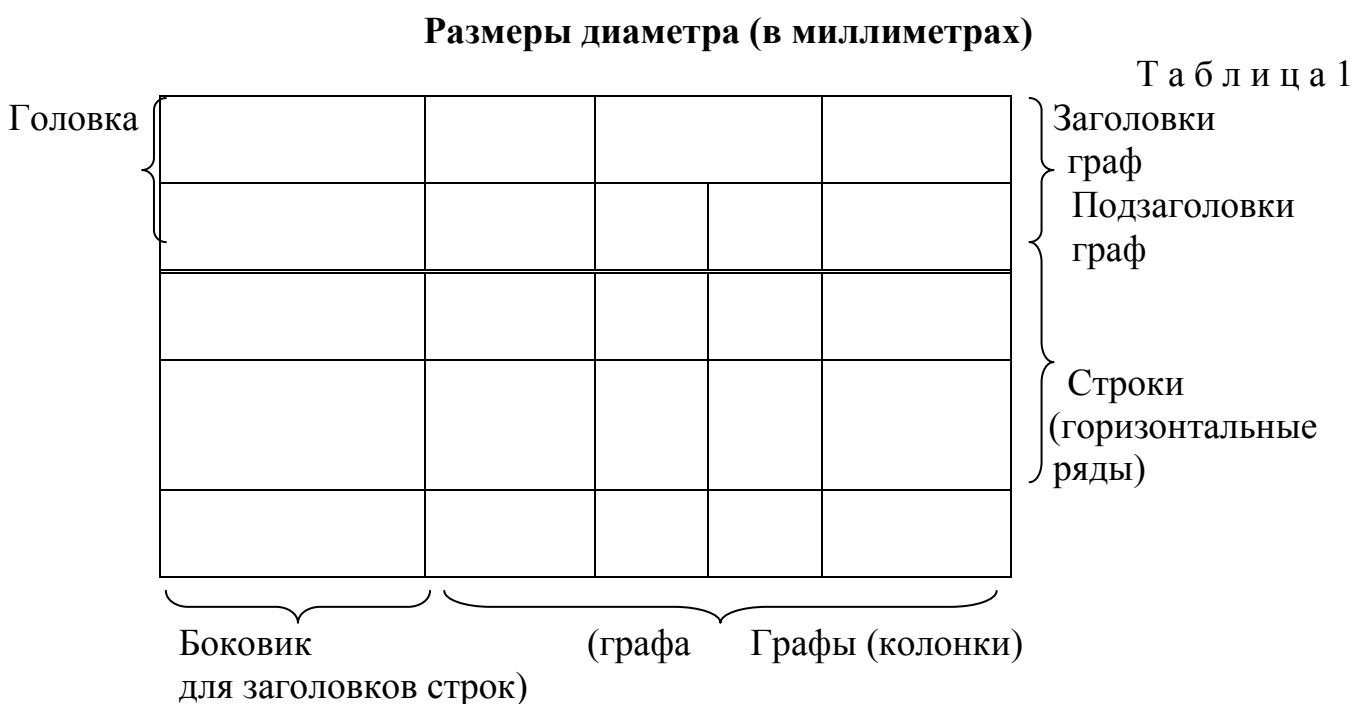 Размеры диаметра (в миллиметрах)
Т а б л и ц а 1
Головка
Заголовки
граф
Подзаголовки
граф
Строки
(горизонтальные
ряды)
Боковик (графа Графы (колонки)
для заголовков строк)